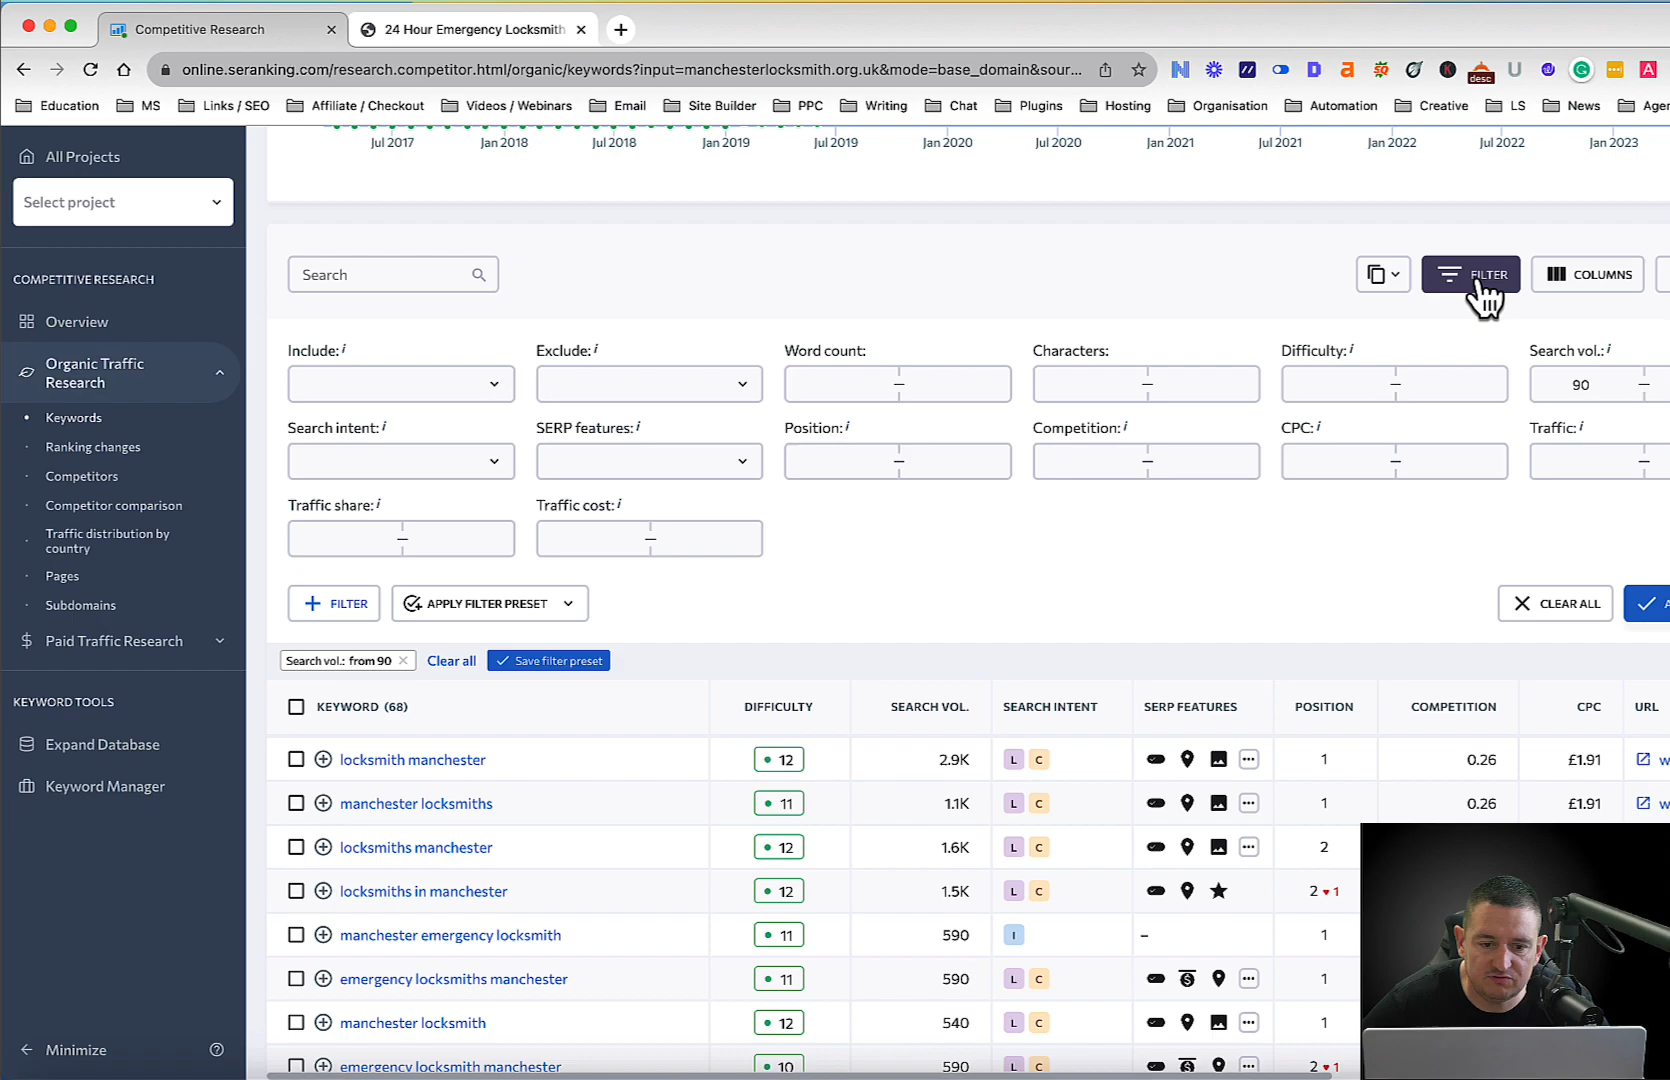 Competitive Research
24 Hour Emergency Locksmith
online.seranking.com/research.competitor.html/organic/keywords?input=manchesterlocksmith.org.uk&mode=base_domain&sour...
desc
Education MS Links / SEO Affiliate / Checkout Videos / Webinars Email Site Builder PPC Writing Chat Plugins Hosting Organisation Automation Creative LS News Agen
All Projects
Select project
COMPETITIVE RESEARCH
Overview
Organic Traffic
Research
Keywords
Ranking changes
Competitors
Competitor comparison
Traffic distribution by
country
Pages
Subdomains
Paid Traffic Research
KEYWORD TOOLS
Expand Database
Keyword Manager
Minimize
Jul 2017 Jan 2018 Jul 2018 Jan 2019 Jul 2019 Jan 2020 Jul 2020 Jan 2021 Jul 2021 Jan 2022 Jul 2022 Jan 2023
Search FILTER COLUMNS
Include: i Exclude: i Word count: Characters: Difficulty: i Search vol.: i
– – – 90 –
Search intent: i SERP features: i Position: i Competition: i CPC: i Traffic: i
– – – –
Traffic share: i Traffic cost: i
– –
+ FILTER APPLY FILTER PRESET CLEAR ALL A
Search vol.: from 90 Clear all Save filter preset
KEYWORD (68) DIFFICULTY SEARCH VOL. SEARCH INTENT SERP FEATURES POSITION COMPETITION CPC URL
locksmith manchester 12 2.9K L C 1 0.26 £1.91 w
manchester locksmiths 11 1.1K L C 1 0.26 £1.91 w
locksmiths manchester 12 1.6K L C 2
locksmiths in manchester 12 1.5K L C 2 1
manchester emergency locksmith 11 590 I – 1
emergency locksmiths manchester 11 590 L C 1
manchester locksmith 12 540 L C 1
emergency locksmith manchester 10 590 L C 2 1